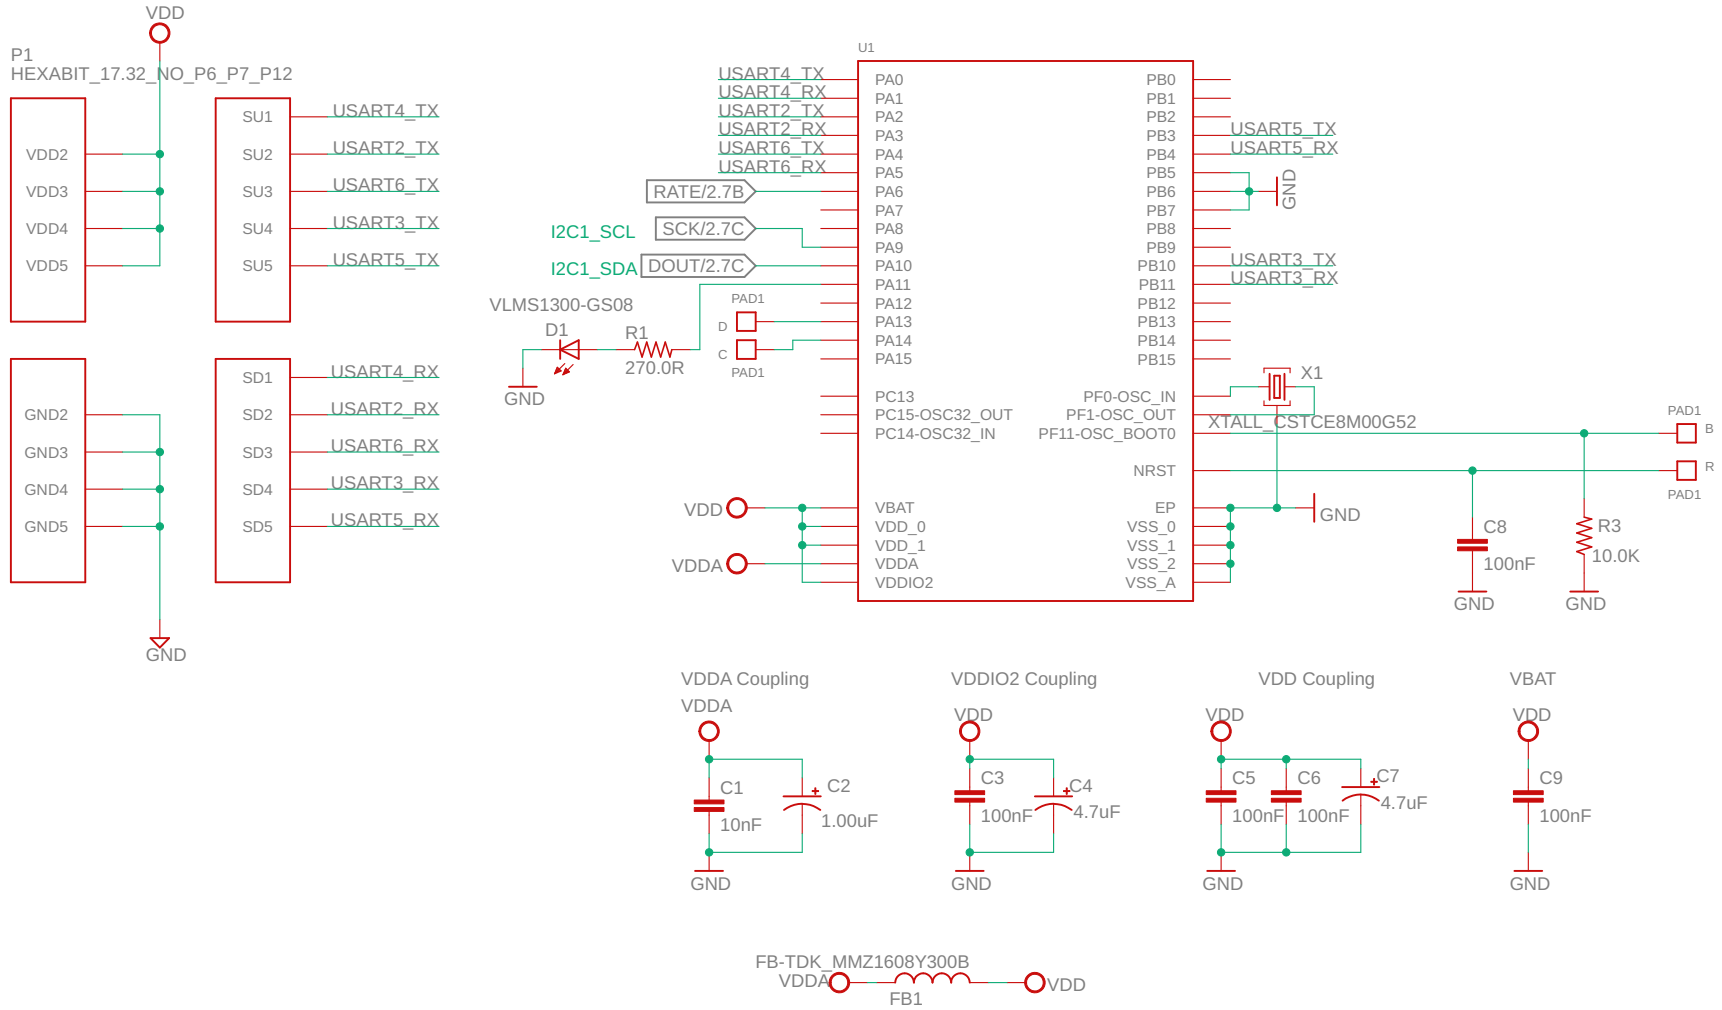 VDD
P1
HEXABIT_17.32_NO_P6_P7_P12
VDD2
VDD3
VDD4
VDD5
SU1
SU2
SU3
SU4
SU5
USART4_TX
USART2_TX
USART6_TX
USART3_TX
USART5_TX
GND2
GND3
GND4
GND5
SD1
SD2
SD3
SD4
SD5
USART4_RX
USART2_RX
USART6_RX
USART3_RX
USART5_RX
GND
U1
USART4_TX
USART4_RX
USART2_TX
USART2_RX
USART6_TX
USART6_RX
RATE/2.7B
I2C1_SCL
SCK/2.7C
I2C1_SDA
DOUT/2.7C
VLMS1300-GS08
D1
R1
270.0R
GND
PAD1
D
C
PAD1
VDD
VDDA
PA0
PA1
PA2
PA3
PA4
PA5
PA6
PA7
PA8
PA9
PA10
PA11
PA12
PA13
PA14
PA15
PC13
PC15-OSC32_OUT
PC14-OSC32_IN
VBAT
VDD_0
VDD_1
VDDA
VDDIO2
PB0
PB1
PB2
PB3
PB4
PB5
PB6
PB7
PB8
PB9
PB10
PB11
PB12
PB13
PB14
PB15
PF0-OSC_IN
PF1-OSC_OUT
PF11-OSC_BOOT0
NRST
EP
VSS_0
VSS_1
VSS_2
VSS_A
USART5_TX
USART5_RX
GND
USART3_TX
USART3_RX
X1
XTALL_CSTCE8M00G52
GND
PAD1
B
R
PAD1
C8
100nF
GND
R3
10.0K
GND
VDDA Coupling
VDDA
C1
10nF
C2
1.00uF
GND
VDDIO2 Coupling
VDD
C3
100nF
C4
4.7uF
GND
VDD Coupling
VDD
C5
100nF
C6
100nF
C7
4.7uF
GND
VBAT
VDD
C9
100nF
GND
FB-TDK_MMZ1608Y300B
VDDA
FB1
VDD